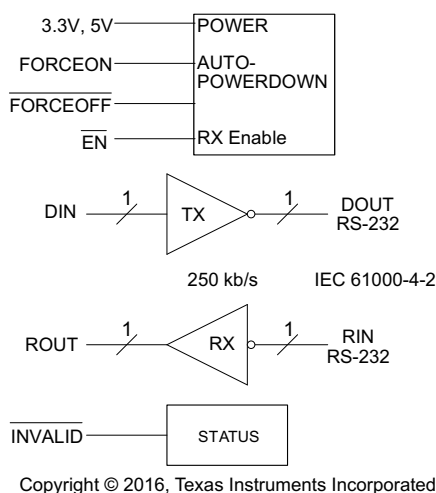 3.3V, 5V POWER
FORCEON AUTO-
POWERDOWN
FORCEOFF
EN RX Enable
DIN 1 TX 1 DOUT
RS-232
250 kb/s IEC 61000-4-2
ROUT 1 RX 1 RIN
RS-232
INVALID STATUS
Copyright © 2016, Texas Instruments Incorporated